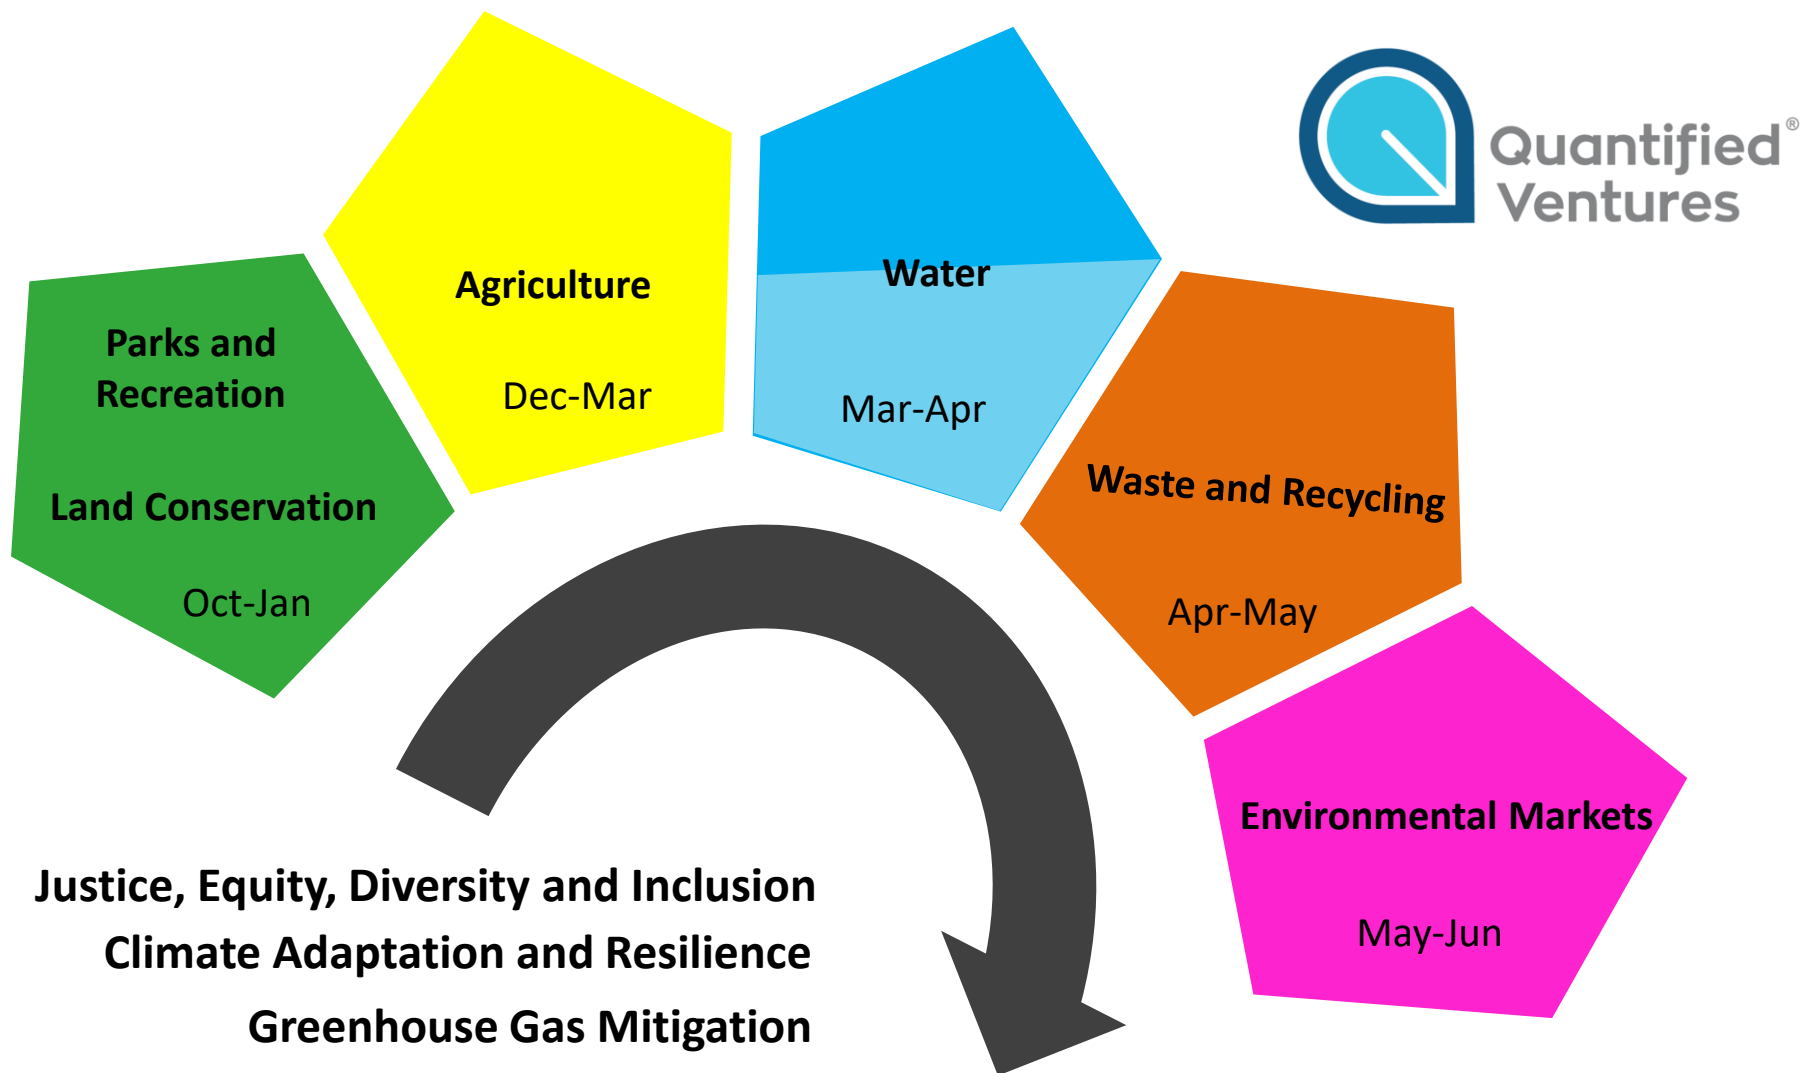 Parks and
Recreation
Land Conservation
Oct-Jan
Agriculture
Dec-Mar
Water
Mar-Apr
Waste and Recycling
Apr-May
Environmental Markets
May-Jun
Quantified®
Ventures
Justice, Equity, Diversity and Inclusion
Climate Adaptation and Resilience
Greenhouse Gas Mitigation